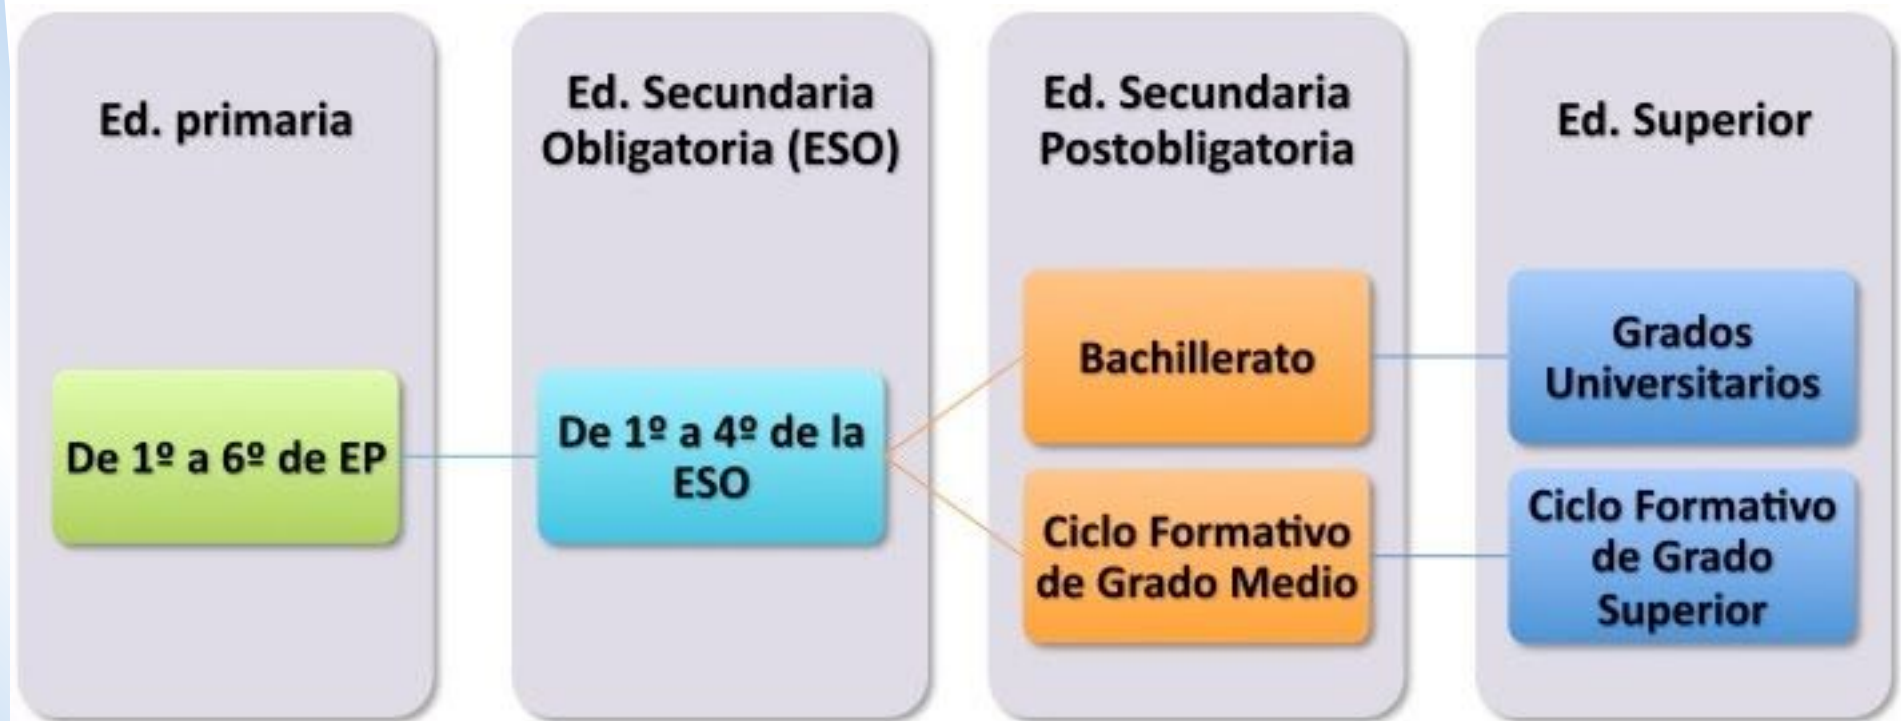 Ed. primaria
De 1º a 6º de EP
Ed. Secundaria
Obligatoria (ESO)
De 1º a 4º de la
ESO
Ed. Secundaria
Postobligatoria
Bachillerato
Ciclo Formativo
de Grado Medio
Ed. Superior
Grados
Universitarios
Ciclo Formativo
de Grado
Superior